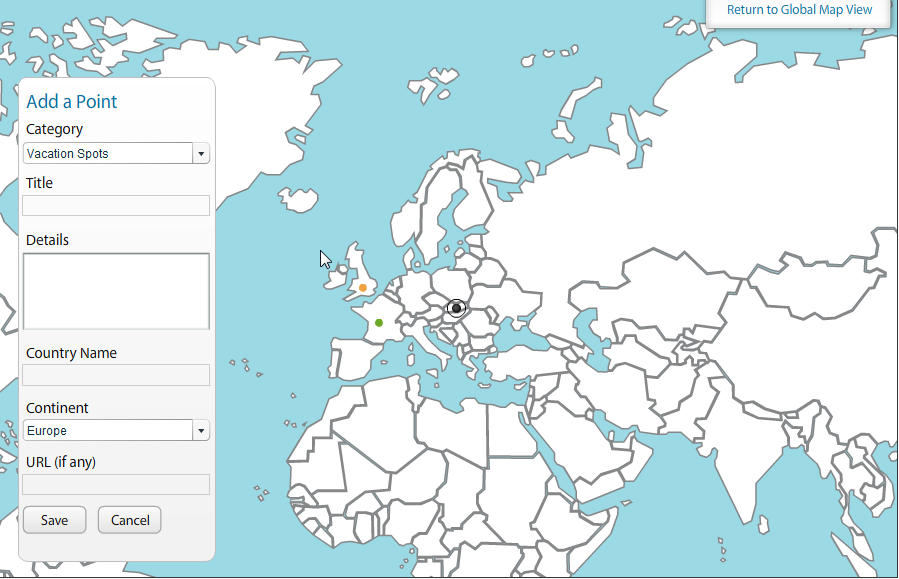 Return to Global Map View
Add a Point
Category
Vacation Spots
Title
Details
Country Name
Continent
Europe
URL (if any)
Save
Cancel